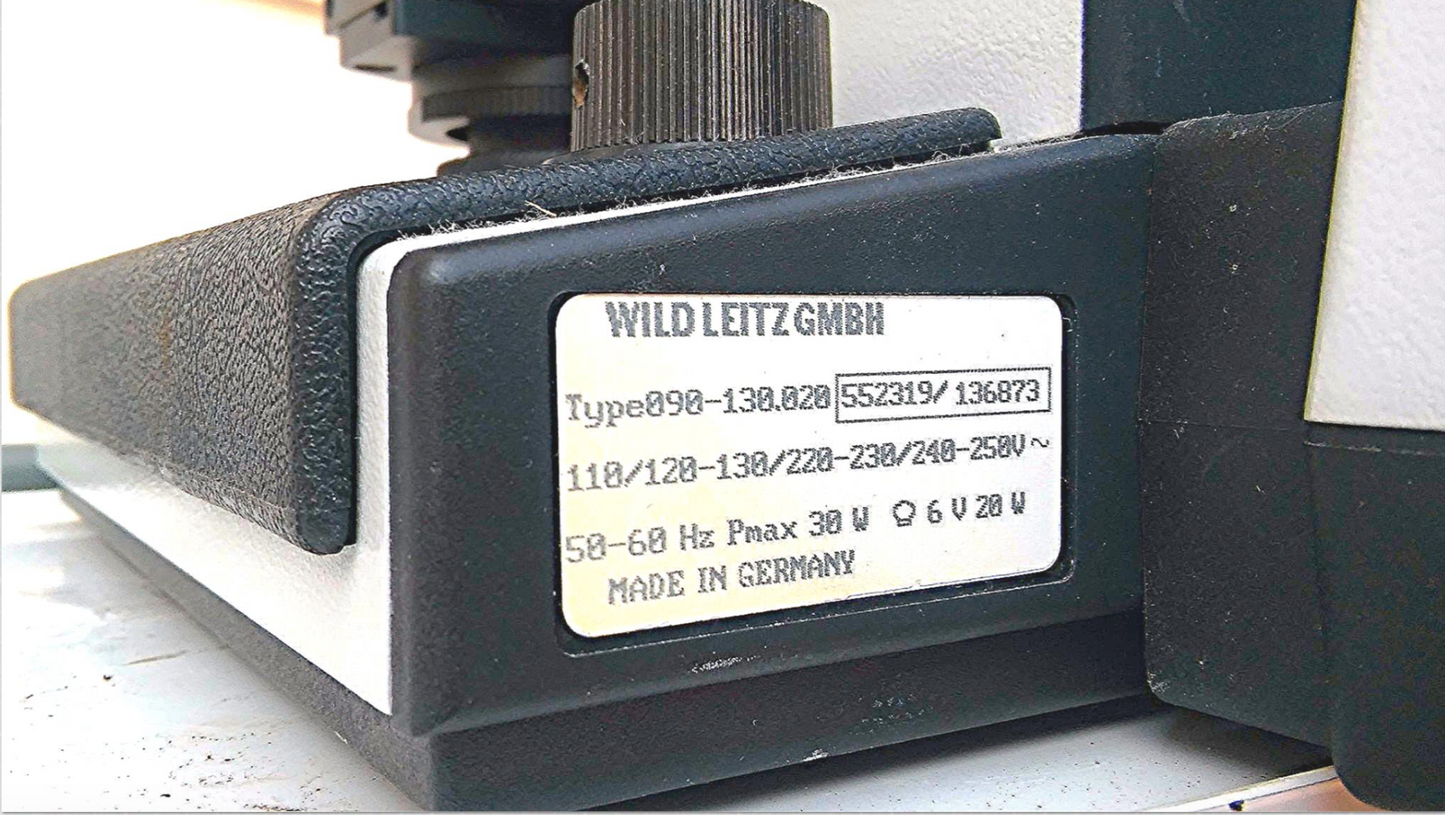 WILD LEITZ GMBH
Type090-130.020 552319/136873
110/120-130/220-230/240-250V~
50-60 Hz Pmax 30 W 6 V 20 W
MADE IN GERMANY